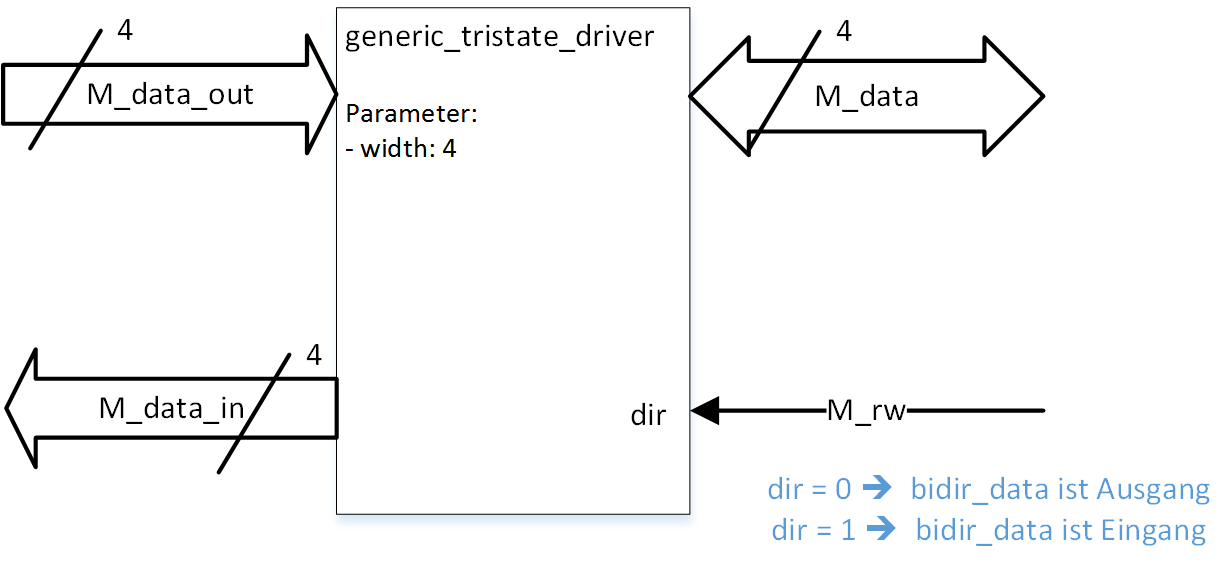 4
M_data_out
generic_tristate_driver
Parameter:
- width: 4
4
M_data
4
M_data_in
dir
M_rw
dir = 0 🡺 bidir_data ist Ausgang
dir = 1 🡺 bidir_data ist Eingang